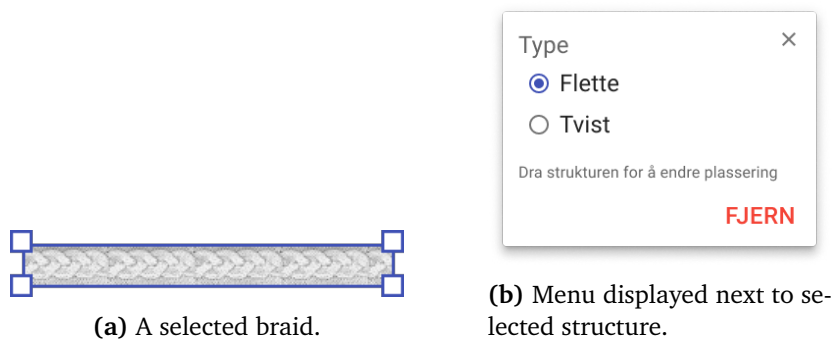 Type
Flette
Tvist
Dra strukturen for å endre plassering
FJERN
(a) A selected braid.
(b) Menu displayed next to se-
lected structure.